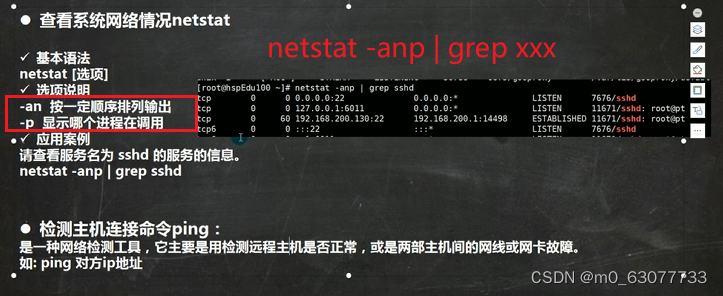 ● 查看系统网络情况netstat
netstat -anp | grep xxx
✓ 基本语法
netstat [选项]
✓ 选项说明
-an 按一定顺序排列输出
-p 显示哪个进程在调用
✓ 应用案例
请查看服务名为 sshd 的服务的信息。
netstat -anp | grep sshd
[root@hspEdu100 ~]# netstat -anp | grep sshd
tcp 0 0 0.0.0.0:22 0.0.0.0:* LISTEN 7676/sshd
tcp 0 0 127.0.0.1:6011 0.0.0.0:* LISTEN 11671/sshd: root@pt
tcp 0 60 192.168.200.130:22 192.168.200.1:14498 ESTABLISHED 11671/sshd: root@pt
tcp6 0 0 :::22 :::* LISTEN 7676/sshd
● 检测主机连接命令ping：
是一种网络检测工具，它主要是用检测远程主机是否正常，或是两部主机间的网线或网卡故障。
如: ping 对方ip地址
CSDN @m0_63077733